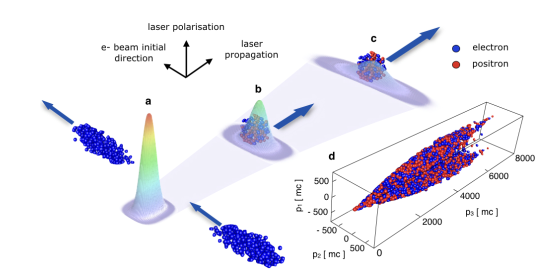 laser polarisation
e- beam initial
direction
laser
propagation
a
b
c
electron
positron
d
p1 [ mc ]
500
0
- 500
p2 [ mc ]
- 500
0
500
p3 [ mc ]
0
2000
4000
6000
8000